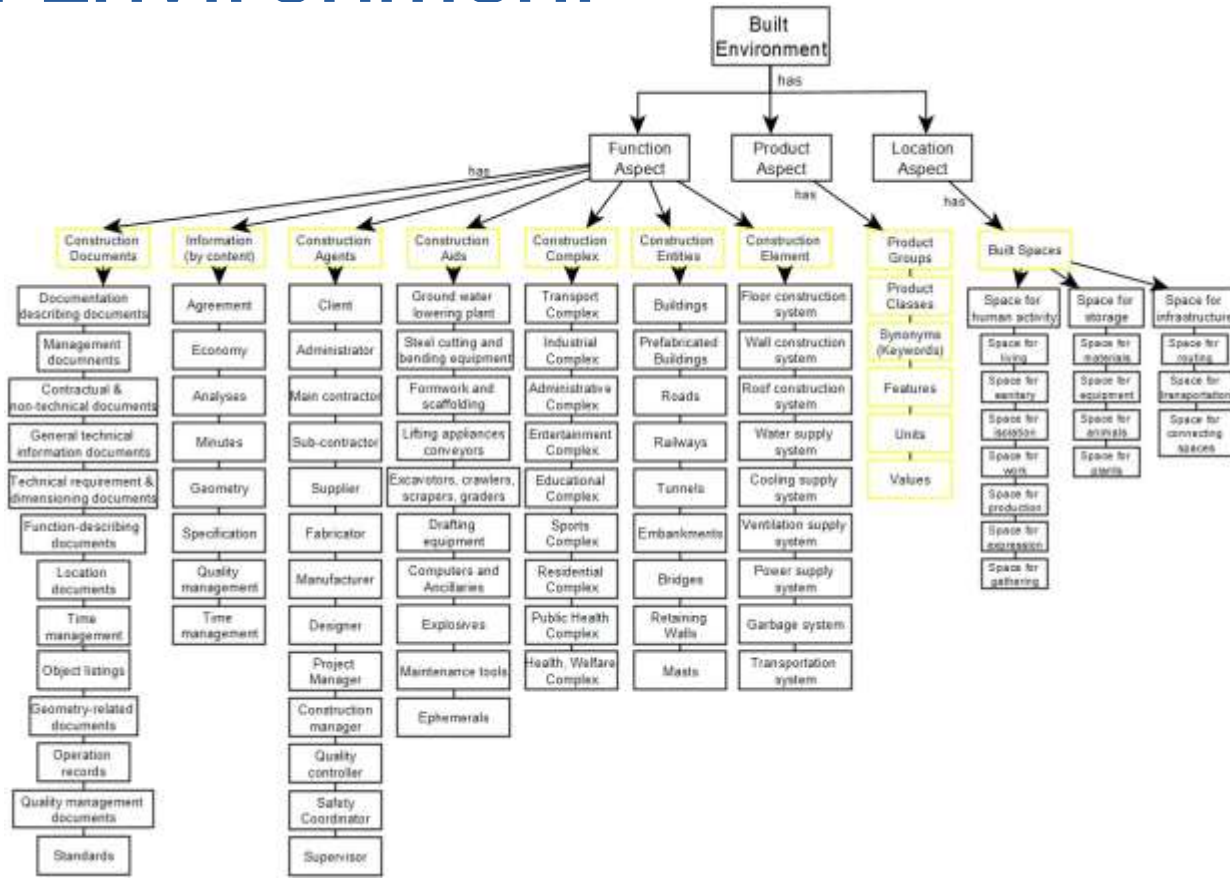 Built
Environment
has
Function
Aspect
Product
Aspect
Location
Aspect
has
has
has
Construction
Documents
Information
(by content)
Construction
Agents
Construction
Aids
Construction
Complex
Construction
Entities
Construction
Element
Product
Groups
Built Spaces
Documentation
describing documents
Management
documnents
Contractual &
non-technical documents
General technical
information documents
Technical requirement &
dimensioning documents
Function-describing
documents
Location
documents
Time
management
Object listings
Geometry-related
documents
Operation
records
Quality management
documents
Standards
Agreement
Economy
Analyses
Minutes
Geometry
Specification
Quality
management
Time
management
Client
Administrator
Main contractor
Sub-contractor
Supplier
Fabricator
Manufacturer
Designer
Project
Manager
Construction
manager
Quality
controller
Safety
Coordinator
Supervisor
Ground water
lowering plant
Steel cutting and
bending equipment
Formwork and
scaffolding
Lifting appliances
conveyors
Excavotors, crawlers,
scrapers, graders
Drafting
equipment
Computers and
Ancillaries
Explosives
Maintenance tools
Ephemerals
Transport
Complex
Industrial
Complex
Administrative
Complex
Entertainment
Complex
Educational
Complex
Sports
Complex
Residential
Complex
Public Health
Complex
Health, Welfare
Complex
Buildings
Prefabricated
Buildings
Roads
Railways
Tunnels
Embankments
Bridges
Retaining
Walls
Masts
Floor construction
system
Wall construction
system
Roof construction
system
Water supply
system
Cooling supply
system
Ventilation supply
system
Power supply
system
Garbage system
Transportation
system
Product
Classes
Synonyms
(Keywords)
Features
Units
Values
Space for
human activity
Space for
living
Space for
sanitary
Space for
isolation
Space for
work
Space for
production
Space for
expression
Space for
gathering
Space for
storage
Space for
materials
Space for
equipment
Space for
animals
Space for
plants
Space for
infrastructure
Space for
routing
Space for
transportation
Space for
connecting
spaces